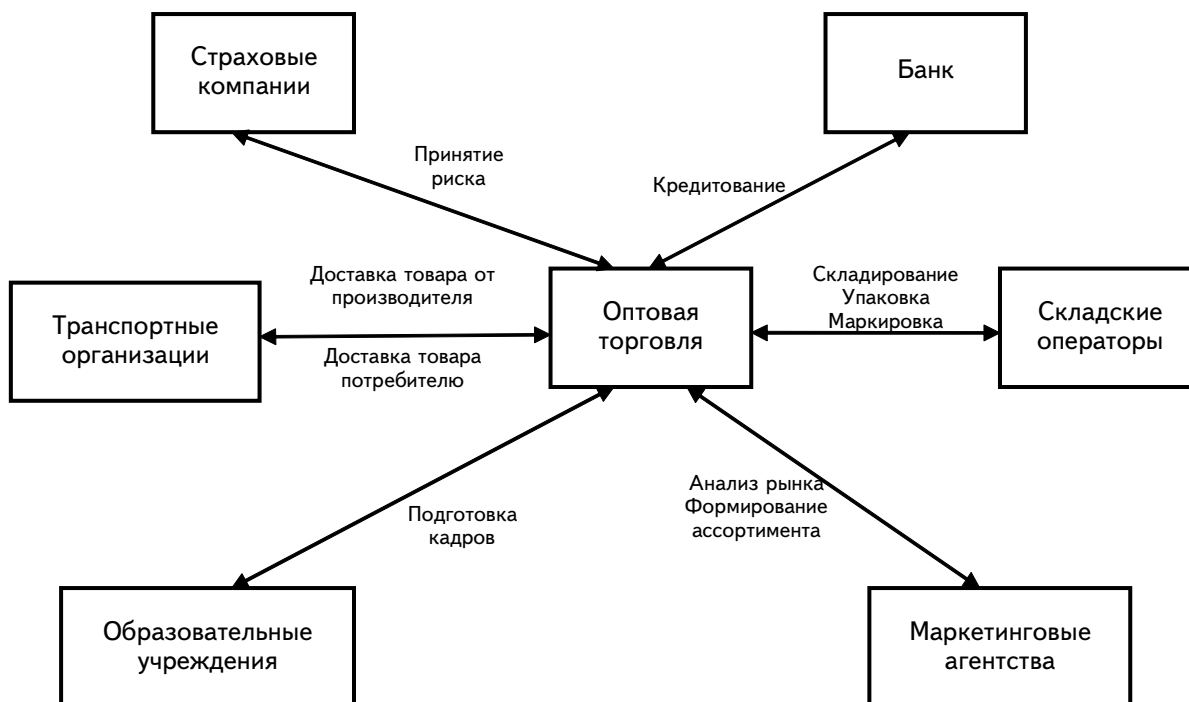 Страховые
компании
Банк
Принятие
риска
Кредитование
Доставка товара от
производителя
Складирование
Упаковка
Маркировка
Транспортные
организации
Оптовая
торговля
Складские
операторы
Доставка товара
потребителю
Анализ рынка
Формирование
ассортимента
Подготовка
кадров
Образовательные
учреждения
Маркетинговые
агентства